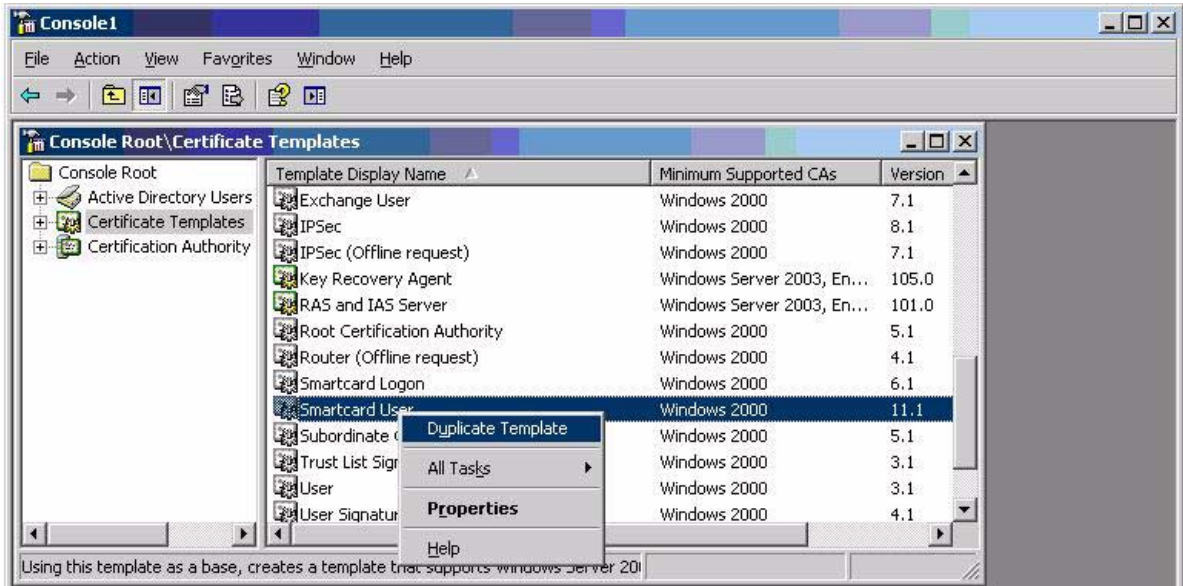 Console1
File Action View Favorites Window Help
Console Root\Certificate Templates
Console Root
Active Directory Users
Certificate Templates
Certification Authority
Template Display Name Minimum Supported CAs Version
Exchange User Windows 2000 7.1
IPSec Windows 2000 8.1
IPSec (Offline request) Windows 2000 7.1
Key Recovery Agent Windows Server 2003, En... 105.0
RAS and IAS Server Windows Server 2003, En... 101.0
Root Certification Authority Windows 2000 5.1
Router (Offline request) Windows 2000 4.1
Smartcard Logon Windows 2000 6.1
Smartcard User Windows 2000 11.1
Subordinate Windows 2000 5.1
Trust List Windows 2000 3.1
User Windows 2000 3.1
User Windows 2000 4.1
Duplicate Template
All Tasks
Properties
Help
Using this template as a base, creates a template that supports Windows Server